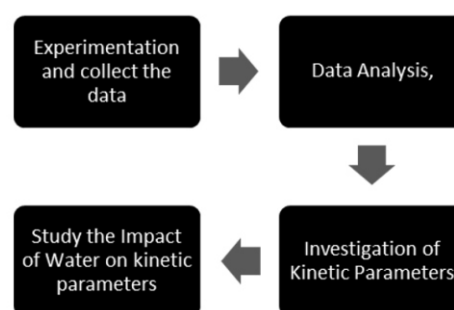 Experimentation
and collect the
data
Data Analysis,
Investigation of
Kinetic Parameters
Study the Impact
of Water on kinetic
parameters